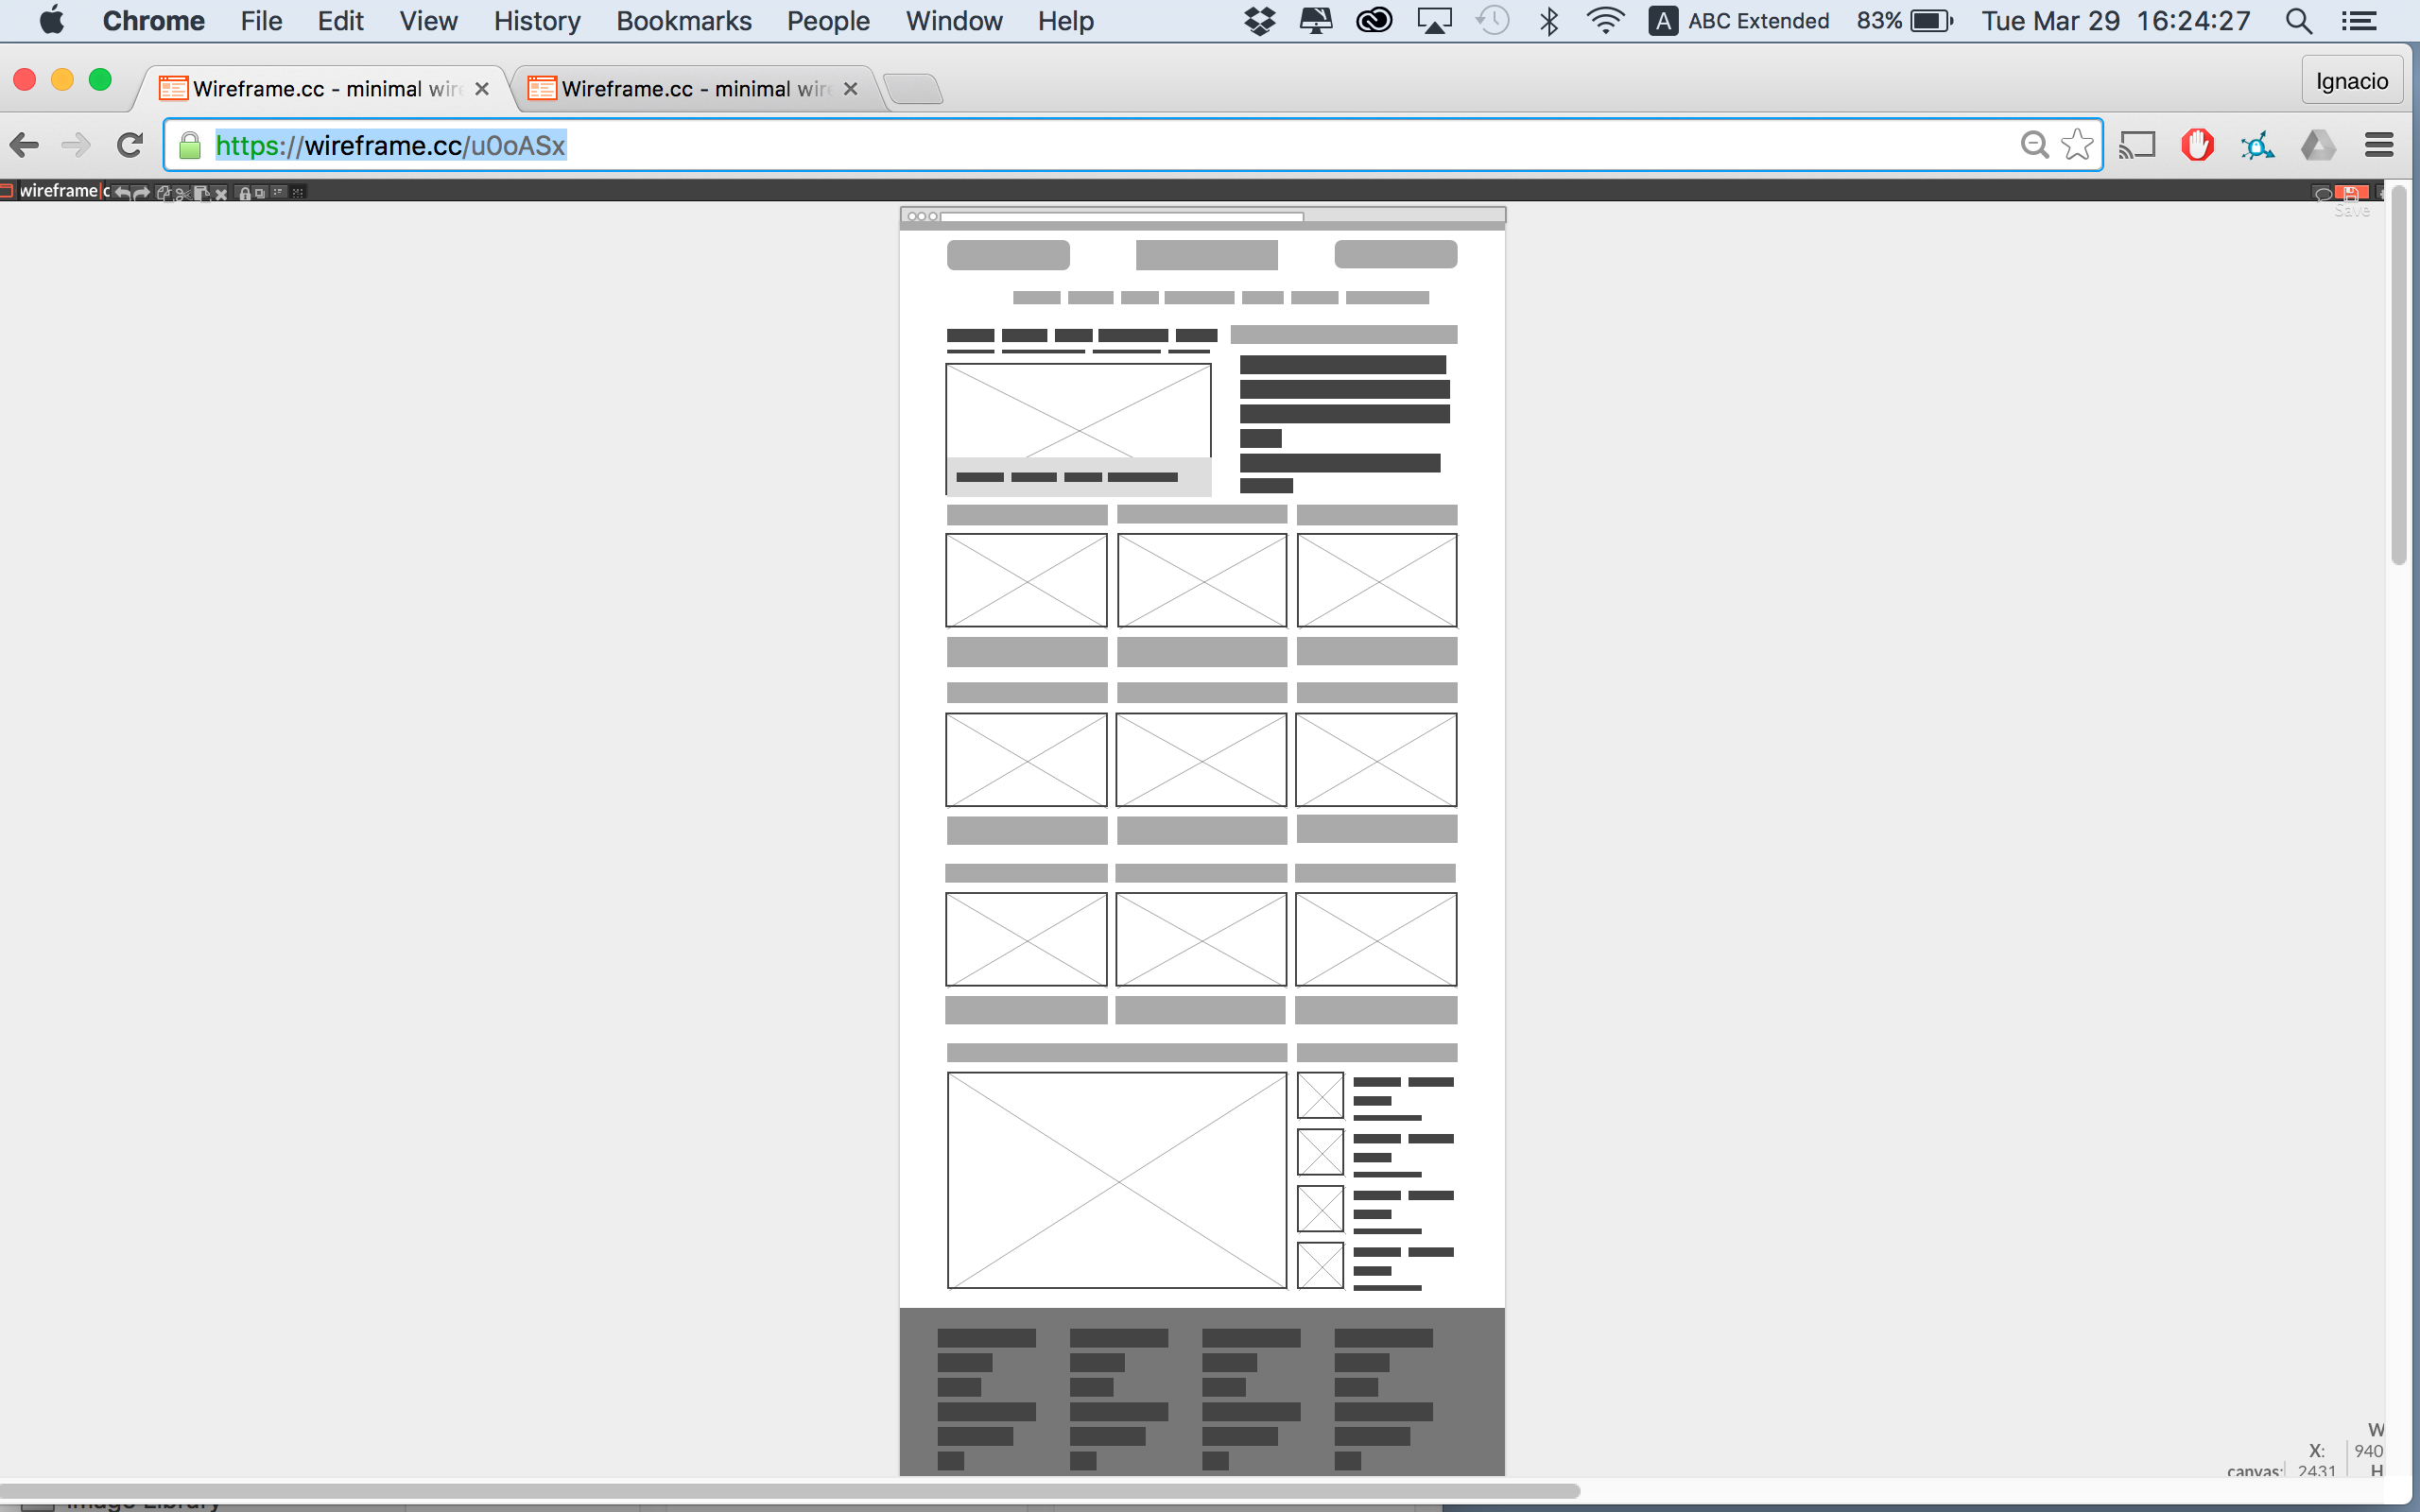 Chrome File Edit View History Bookmarks People Window Help A ABC Extended 83% Tue Mar 29 16:24:27
Wireframe.cc - minimal wir Wireframe.cc - minimal wir Ignacio
https://wireframe.cc/u0oASx
wireframe|c
Save
W
X: 940
canvas: 2431 H
Image Library